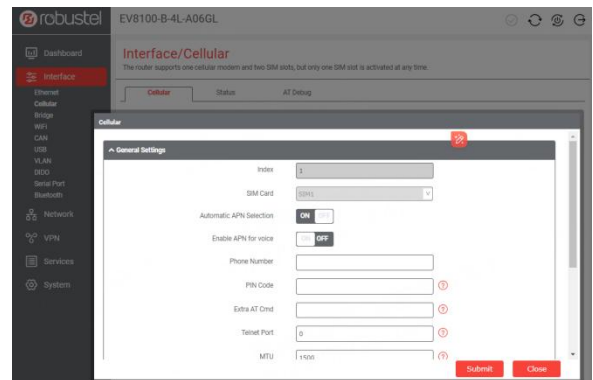 robustel
EV8100-B-4L-A06GL
Dashboard
Interface
Ethernet
Cellular
Bridge
WiFi
CAN
USB
VLAN
DIDO
Serial Port
Bluetooth
Network
VPN
Services
System
Interface/Cellular
The router supports one cellular modem and two SIM slots, but only one SIM slot is activated at any time.
Cellular Status AT Debug
Cellular
General Settings
Index 1
SIM Card SIM1
Automatic APN Selection ON OFF
Enable APN for voice ON OFF
Phone Number
PIN Code
Extra AT Cmd
Telnet Port 0
MTU 1500
Submit Close